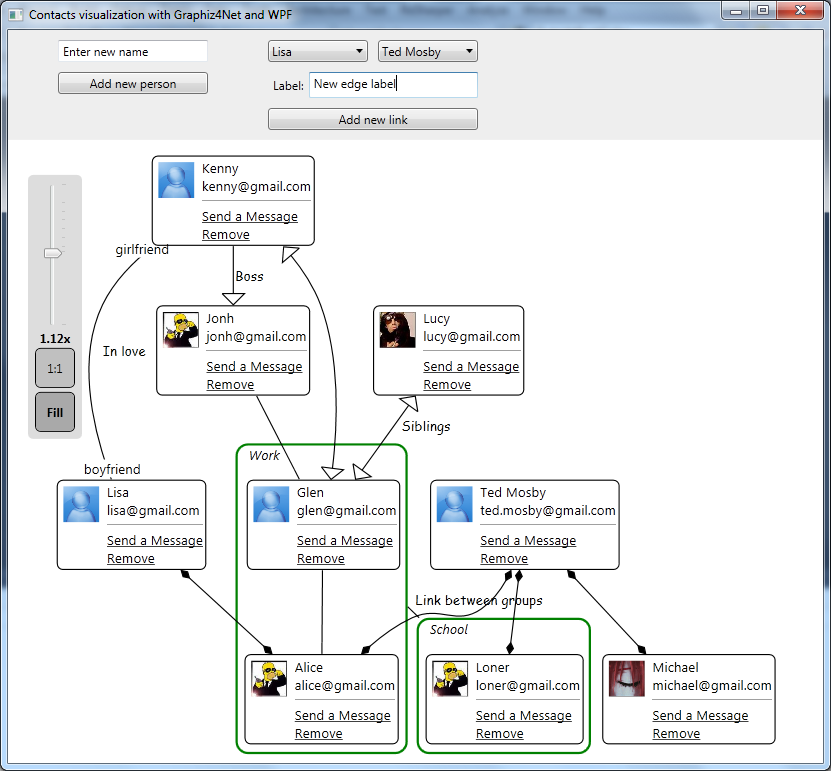 Contacts visualization with Graphiz4Net and WPF
Enter new name
Lisa
Ted Mosby
Add new person
Label:
New edge label
Add new link
Kenny
kenny@gmail.com
Send a Message
Remove
girlfriend
Boss
1.12x
1:1
Fill
In love
Jonh
jonh@gmail.com
Send a Message
Remove
Lucy
lucy@gmail.com
Send a Message
Remove
Siblings
Work
boyfriend
Lisa
lisa@gmail.com
Send a Message
Remove
Glen
glen@gmail.com
Send a Message
Remove
Ted Mosby
ted.mosby@gmail.com
Send a Message
Remove
Link between groups
School
Alice
alice@gmail.com
Send a Message
Remove
Loner
loner@gmail.com
Send a Message
Remove
Michael
michael@gmail.com
Send a Message
Remove